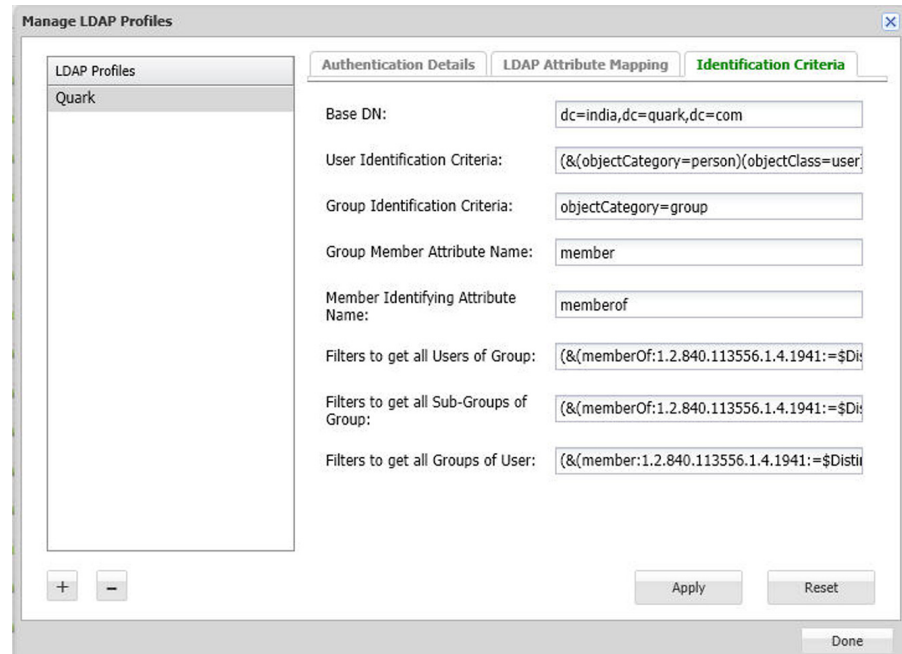 Manage LDAP Profiles
LDAP Profiles
Quark
Authentication Details
LDAP Attribute Mapping
Identification Criteria
Base DN:
dc=india,dc=quark,dc=com
User Identification Criteria:
(&(objectCategory=person)(objectClass=user)
Group Identification Criteria:
objectCategory=group
Group Member Attribute Name:
member
Member Identifying Attribute
Name:
memberof
Filters to get all Users of Group:
(&(memberOf:1.2.840.113556.1.4.1941:=$Dis
Filters to get all Sub-Groups of
Group:
(&(memberOf:1.2.840.113556.1.4.1941:=$Dis
Filters to get all Groups of User:
(&(member:1.2.840.113556.1.4.1941:=$Distin
+
-
Apply
Reset
Done